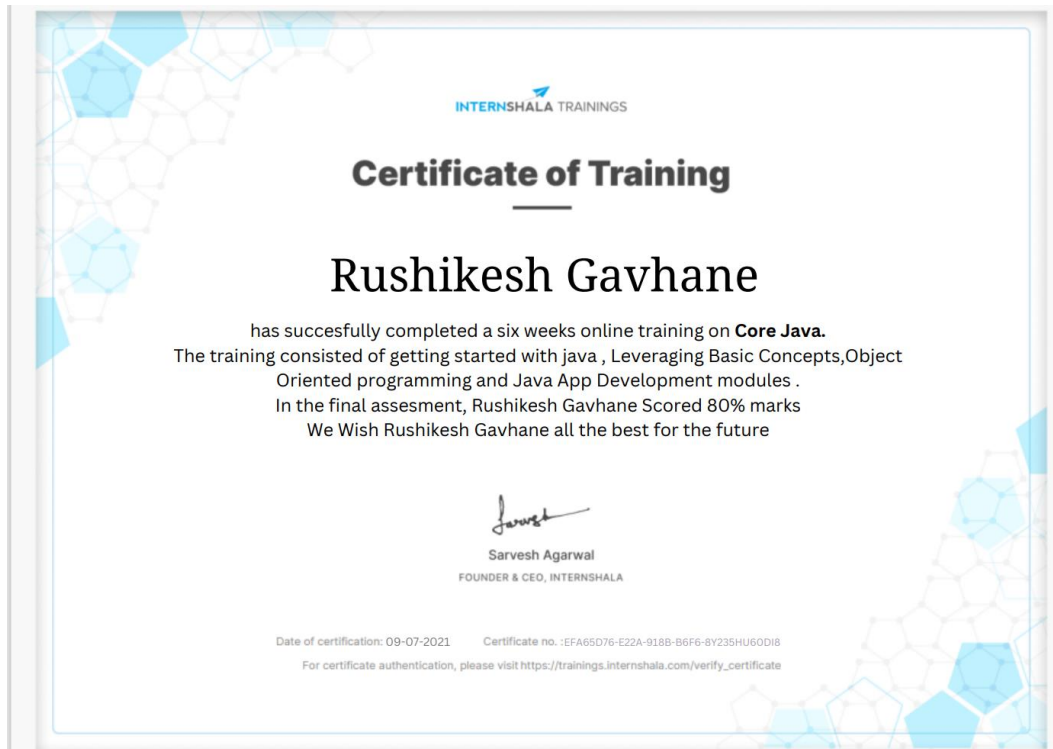 INTERNSHALA TRAININGS
Certificate of Training
Rushikesh Gavhane
has succesfully completed a six weeks online training on Core Java.
The training consisted of getting started with java , Leveraging Basic Concepts,Object
Oriented programming and Java App Development modules .
In the final assesment, Rushikesh Gavhane Scored 80% marks
We Wish Rushikesh Gavhane all the best for the future
Sarvesh
Sarvesh Agarwal
FOUNDER & CEO, INTERNSHALA
Date of certification: 09-07-2021 Certificate no. :EFA65D76-E22A-918B-B6F6-8Y235HU60DI8
For certificate authentication, please visit https://trainings.internshala.com/verify_certificate